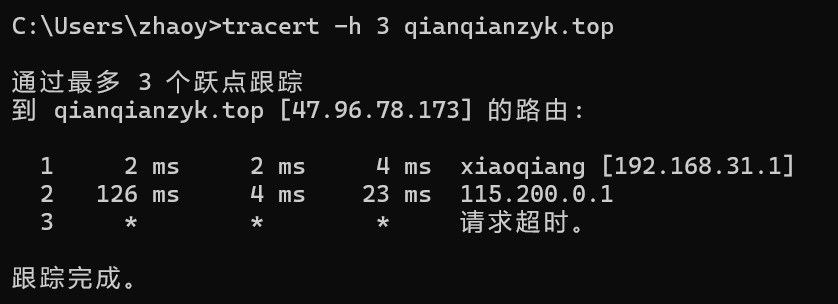 C:\Users\zhaoy>tracert -h 3 qianqianzyk.top
通过最多 3 个跃点跟踪
到 qianqianzyk.top [47.96.78.173] 的路由:
1 2 ms 2 ms 4 ms xiaoqiang [192.168.31.1]
2 126 ms 4 ms 23 ms 115.200.0.1
3 * * * 请求超时。
跟踪完成。